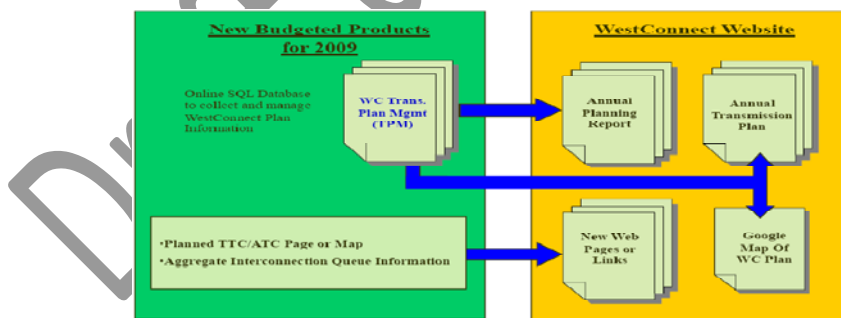 New Budgeted Products
for 2009
Online SQL Database
to collect and manage
WestConnect Plan
Information
WC Trans.
Plan Mgmt
(TPM)
•Planned TTC/ATC Page or Map
•Aggregate Interconnection Queue Information
WestConnect Website
Annual
Planning
Report
Annual
Transmission
Plan
New Web
Pages or
Links
Google
Map Of
WC Plan